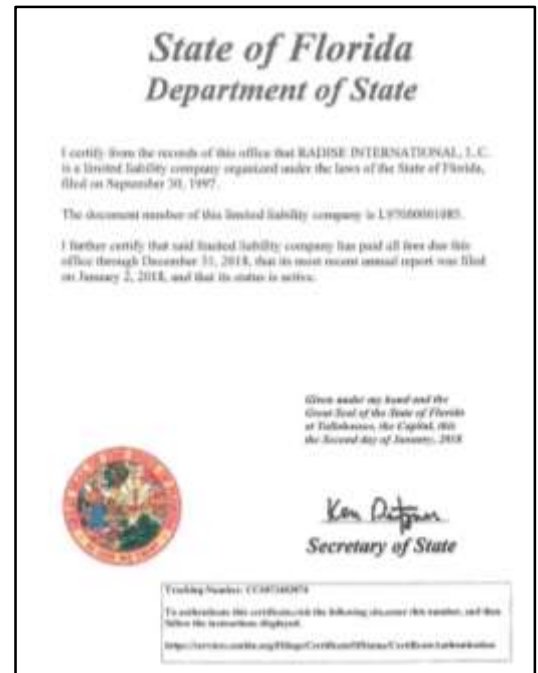 State of Florida
Department of State
I certify from the records of this office that RADISE INTERNATIONAL, L.C.
is a limited liability company organized under the laws of the State of Florida,
filed on September 30, 1997.
The document number of this limited liability company is
I further certify that said limited liability company has paid all fees due this
office through December 31, 2018, that its most recent annual report was filed
on January 2, 2018, and that its status is active.
Given under my hand and the
Great Seal of the State of Florida
at Tallahassee, the Capital, this
the Second day of January, 2018
Ken Detzner
Secretary of State
Tracking Number:
To authenticate this certificate,visit the following site,enter this number, and then
follow the instructions displayed.